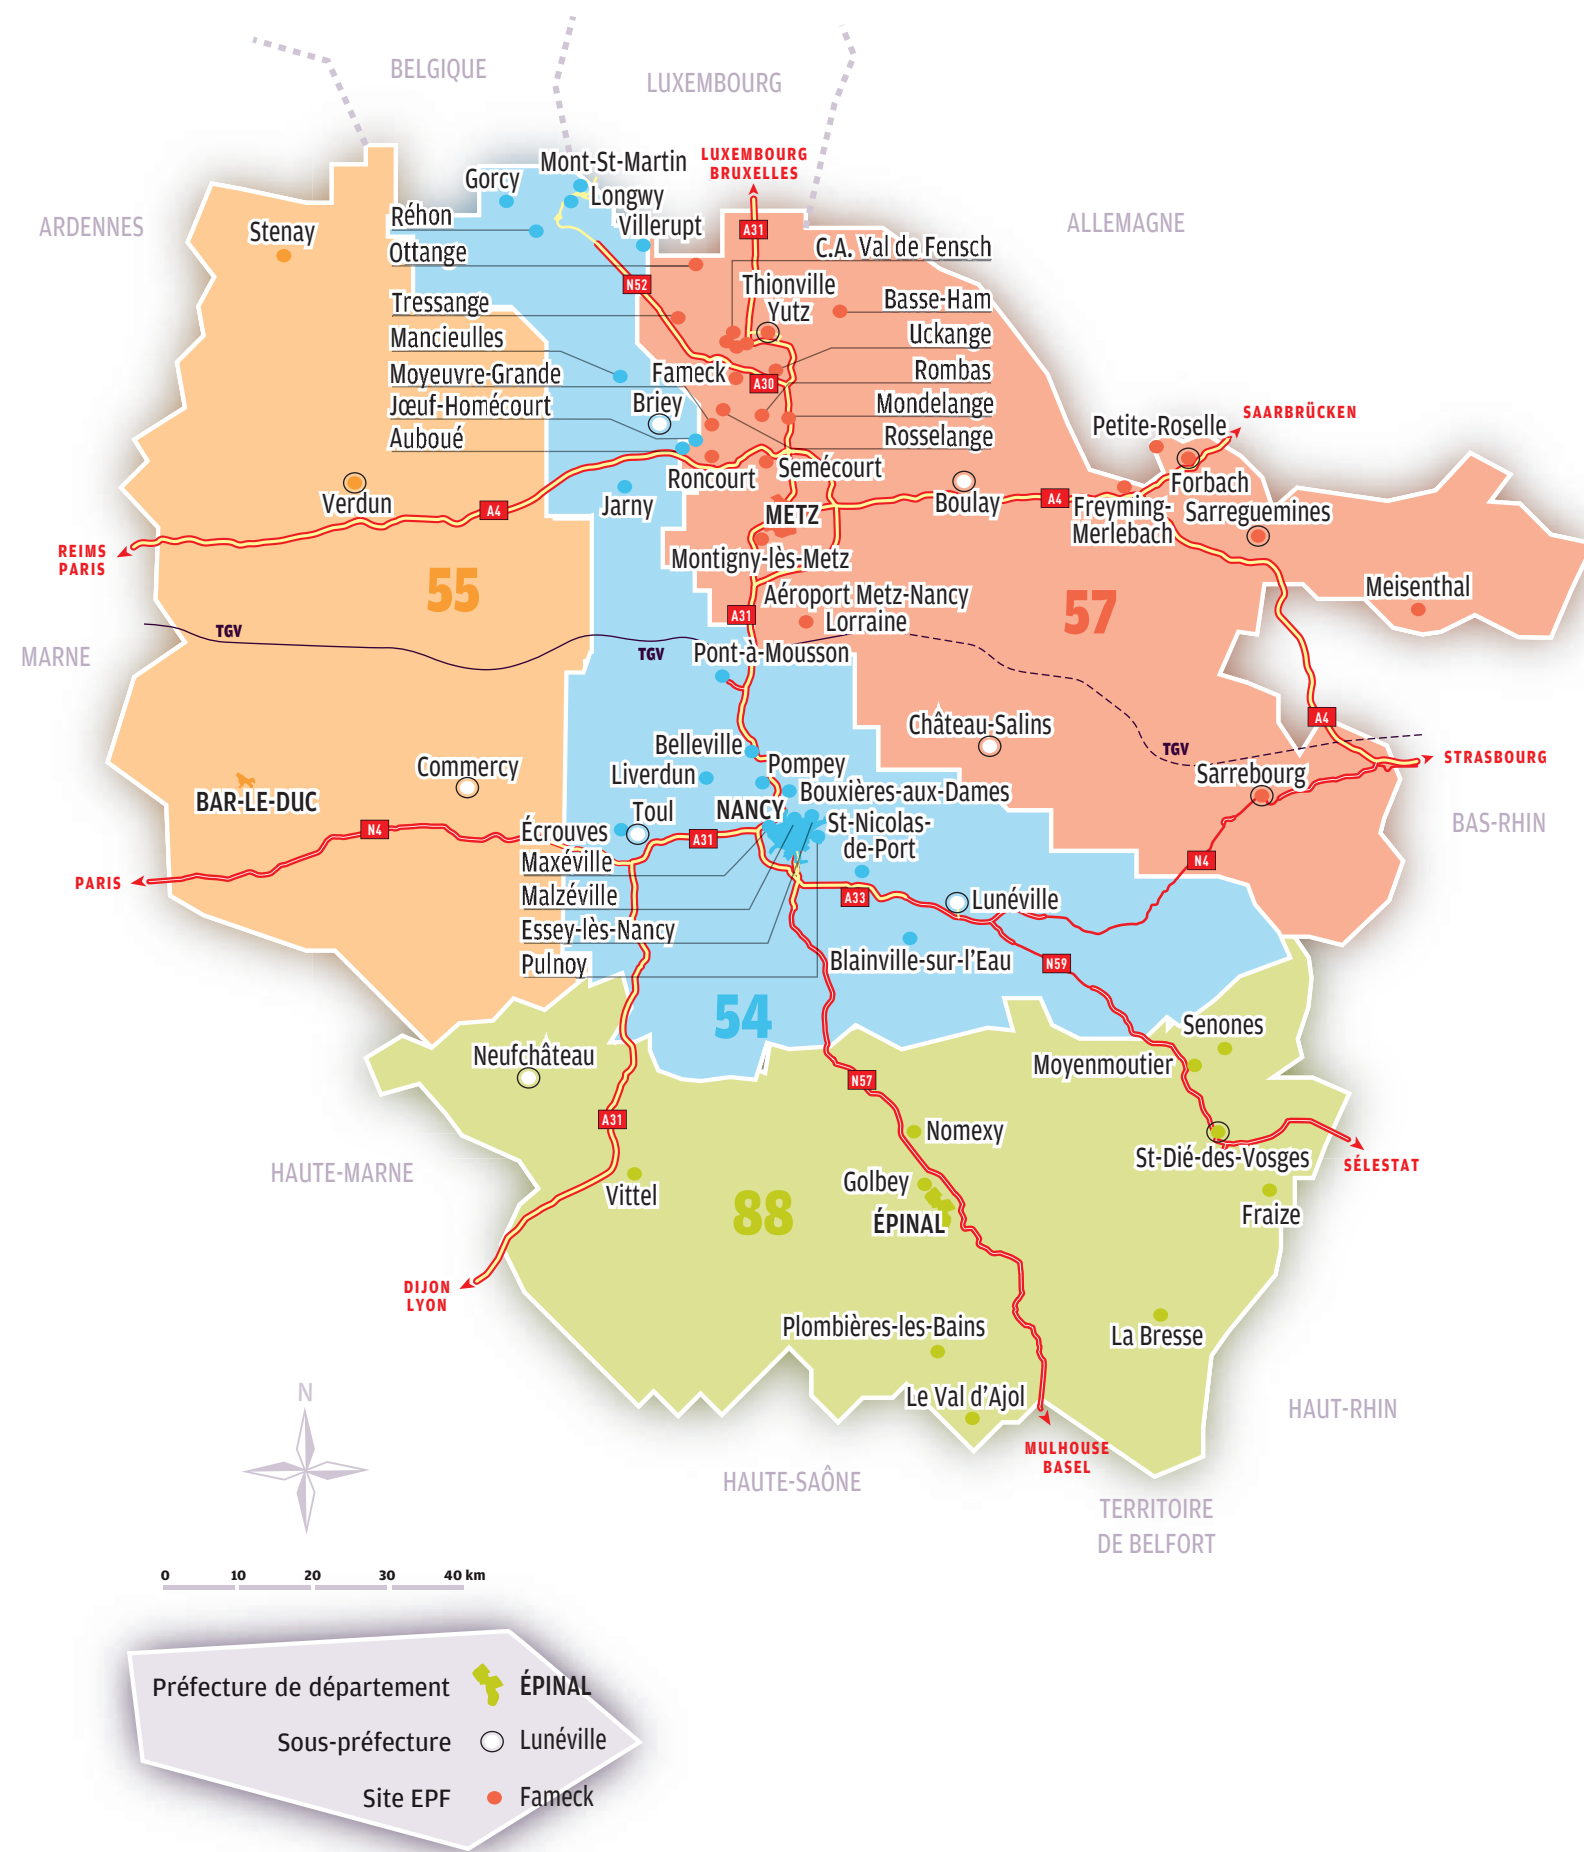 BELGIQUE
LUXEMBOURG
ARDENNES
ALLEMAGNE
LUXEMBOURG
BRUXELLES
Mont-St-Martin
Gorcy
Longwy
Réhon
Villerupt
Stenay
Ottange
A31
C.A. Val de Fensch
N52
Thionville
Tressange
Yutz
Basse-Ham
Mancieulles
Uckange
Moyeuvre-Grande
Fameck
A30
Rombas
Jœuf-Homécourt
Briey
Mondelange
Auboué
Rosselange
Petite-Roselle
SAARBRÜCKEN
Roncourt
Semécourt
Verdun
Jarny
A4
METZ
Boulay
A4
Freyming-
Merlebach
Forbach
Sarreguemines
REIMS
PARIS
Montigny-lès-Metz
55
57
Meisenthal
A31
Aéroport Metz-Nancy
Lorraine
MARNE
TGV
TGV
Pont-à-Mousson
A4
Château-Salins
TGV
STRASBOURG
Belleville
Commercy
Liverdun
Pompey
Sarrebourg
BAR-LE-DUC
Bouxières-aux-Dames
BAS-RHIN
N4
Écrouves
Toul
A31
NANCY
St-Nicolas-
de-Port
Maxéville
N4
PARIS
Malzéville
A33
Lunéville
Essey-lès-Nancy
Pulnoy
Blainville-sur-l'Eau
N59
54
Senones
Neufchâteau
Moyenmoutier
N57
A31
Nomexy
St-Dié-des-Vosges
SÉLESTAT
HAUTE-MARNE
Vittel
88
Golbey
ÉPINAL
Fraize
DIJON
LYON
Plombières-les-Bains
La Bresse
Le Val d'Ajol
HAUT-RHIN
N
MULHOUSE
BASEL
HAUTE-SAÔNE
TERRITOIRE
DE BELFORT
0 10 20 30 40 km
Préfecture de département ÉPINAL
Sous-préfecture Lunéville
Site EPF Fameck